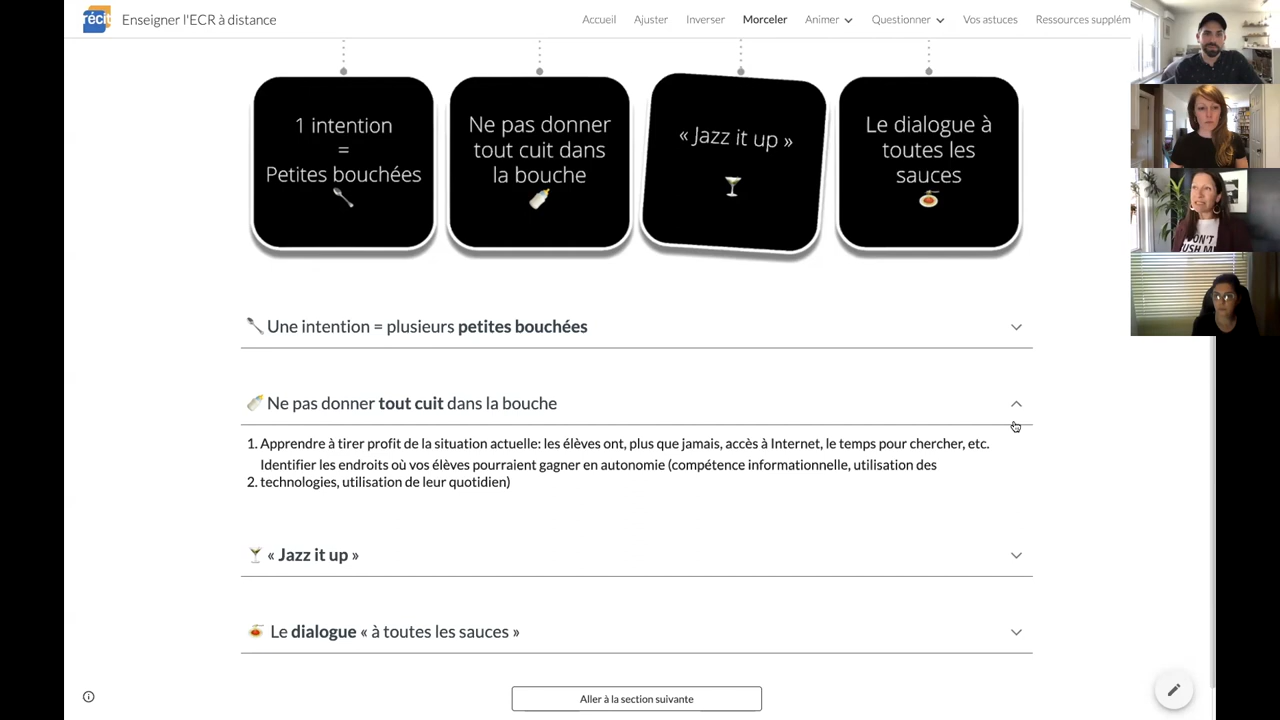 récit
Enseigner l'ECR à distance
Accueil
Ajuster
Inverser
Morceler
Animer
Questionner
Vos astuces
Ressources supplém
1 intention
=
Petites bouchées
Ne pas donner
tout cuit dans
la bouche
« Jazz it up »
Le dialogue à
toutes les
sauces
Une intention = plusieurs petites bouchées
Ne pas donner tout cuit dans la bouche
1. Apprendre à tirer profit de la situation actuelle: les élèves ont, plus que jamais, accès à Internet, le temps pour chercher, etc.
Identifier les endroits où vos élèves pourraient gagner en autonomie (compétence informationnelle, utilisation des
2. technologies, utilisation de leur quotidien)
« Jazz it up »
Le dialogue « à toutes les sauces »
Aller à la section suivante